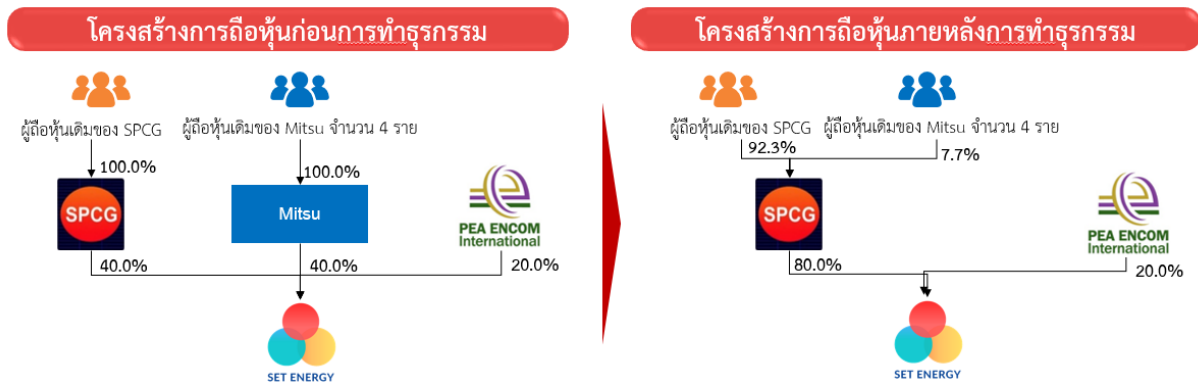 โครงสร้างการถือหุ้นก่อนการทำธุรกรรม
ผู้ถือหุ้นเดิมของ SPCG
ผู้ถือหุ้นเดิมของ Mitsu จำนวน 4 ราย
100.0%
100.0%
SPCG
Mitsu
PEA ENCOM
International
40.0%
40.0%
20.0%
SET ENERGY
โครงสร้างการถือหุ้นภายหลังการทำธุรกรรม
ผู้ถือหุ้นเดิมของ SPCG
ผู้ถือหุ้นเดิมของ Mitsu จำนวน 4 ราย
92.3%
7.7%
SPCG
PEA ENCOM
International
80.0%
20.0%
SET ENERGY